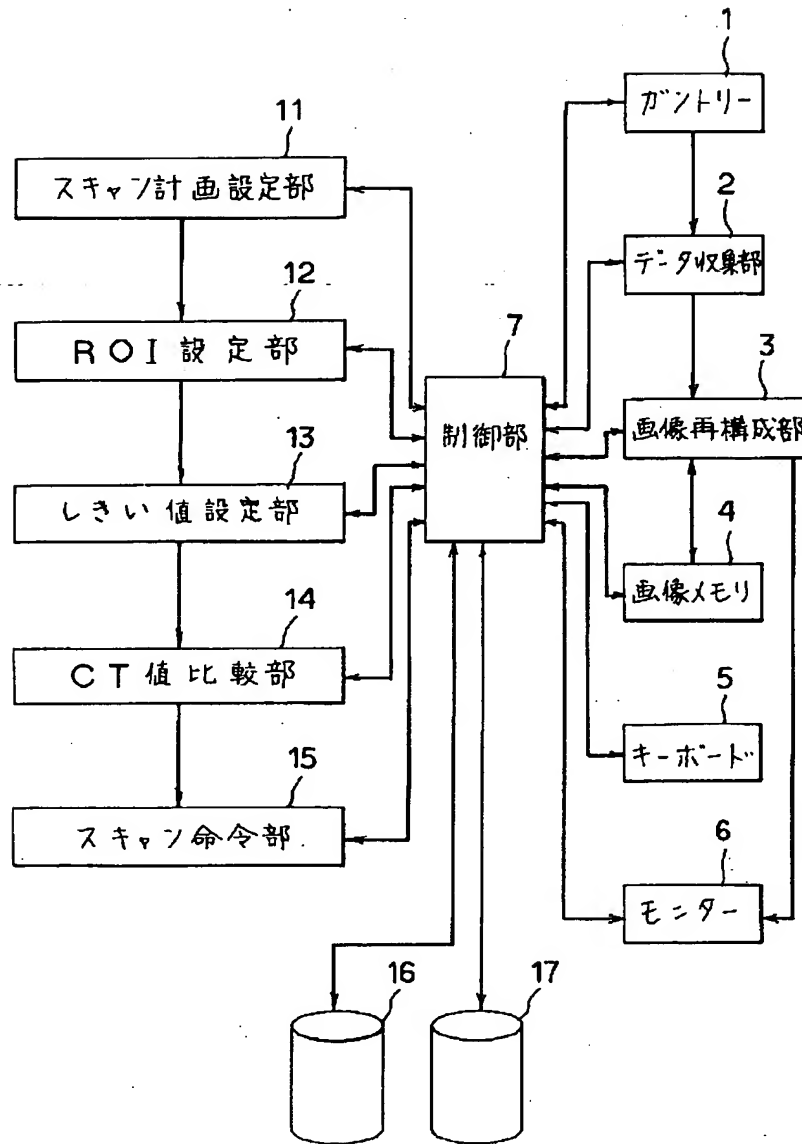 1
ガントリー
11
スキャン計画設定部
2
データ収集部
12
ROI設定部
7
制御部
3
画像再構成部
13
しきい値設定部
4
画像メモリ
14
CT値比較部
5
キーボード
15
スキャン命令部
6
モニター
16
17